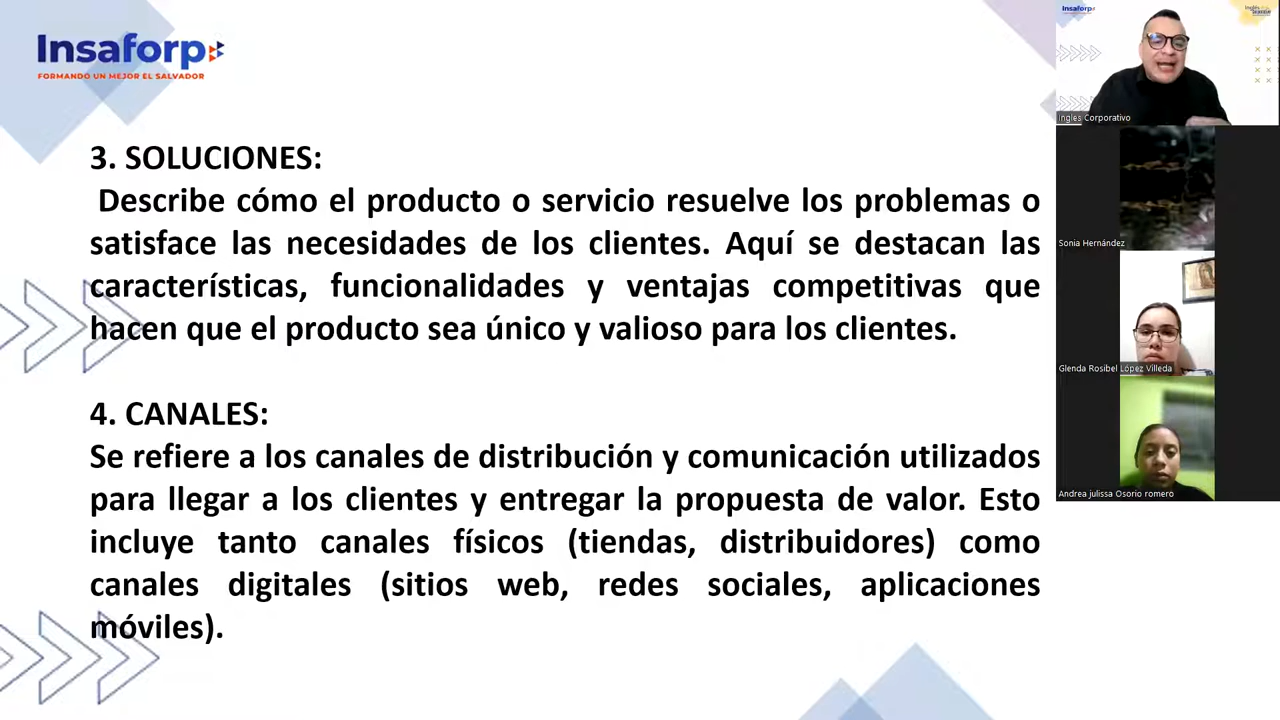 Insaforp
FORMANDO UN MEJOR EL SALVADOR
3. SOLUCIONES:
Describe cómo el producto o servicio resuelve los problemas o
satisface las necesidades de los clientes. Aquí se destacan las
características, funcionalidades y ventajas competitivas que
hacen que el producto sea único y valioso para los clientes.
4. CANALES:
Se refiere a los canales de distribución y comunicación utilizados
para llegar a los clientes y entregar la propuesta de valor. Esto
incluye tanto canales físicos (tiendas, distribuidores) como
canales digitales (sitios web, redes sociales, aplicaciones
móviles).
Insaforp
Ingles Corporativo
Sonia Hernández
Glenda Rosibel López Villeda
Andrea julissa Osorio romero